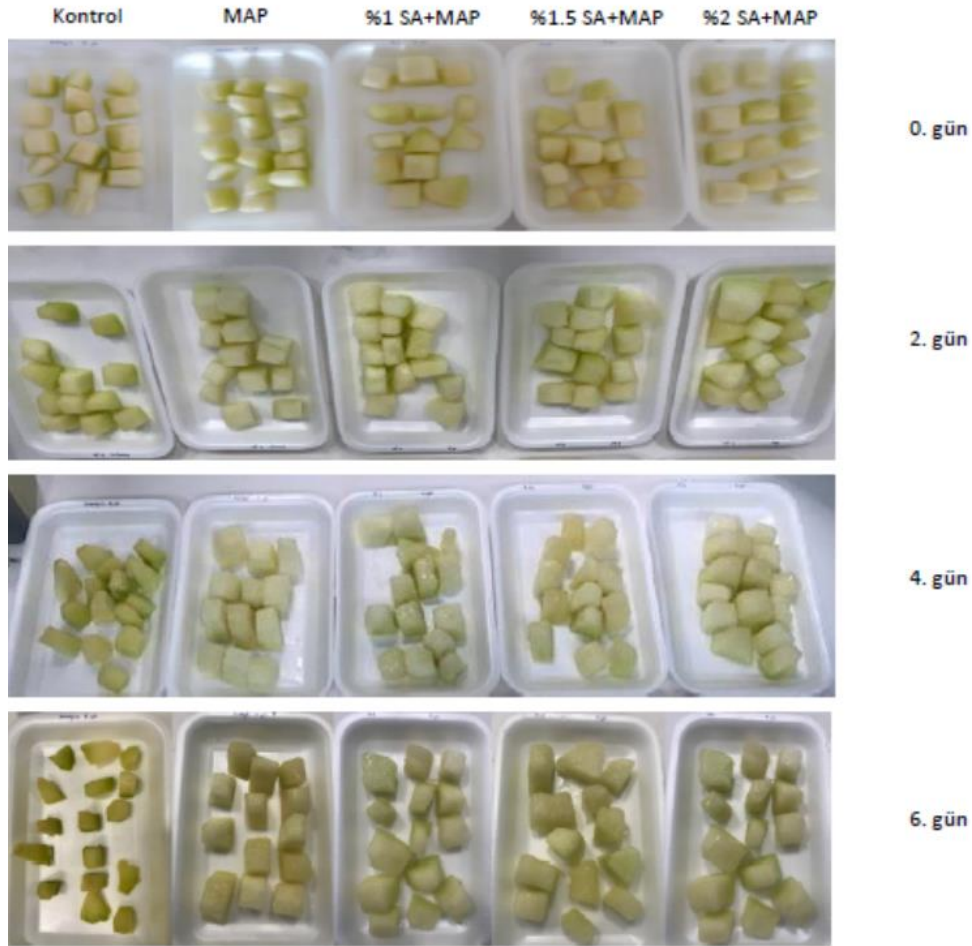 Kontrol MAP %1 SA+MAP %1.5 SA+MAP %2 SA+MAP
0. gün
2. gün
4. gün
6. gün